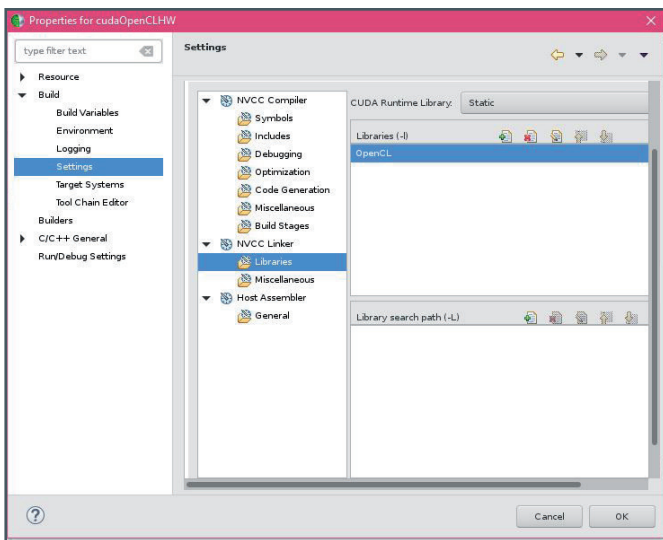 Properties for cudaOpenCLHW
type filter text
Resource
Build
Build Variables
Environment
Logging
Settings
Target Systems
Tool Chain Editor
Builders
C/C++ General
Run/Debug Settings
Settings
NVCC Compiler
Symbols
Includes
Debugging
Optimization
Code Generation
Miscellaneous
Build Stages
NVCC Linker
Libraries
Miscellaneous
Host Assembler
General
CUDA Runtime Library: Static
Libraries (-l)
OpenCL
Library search path (-L)
Cancel
OK